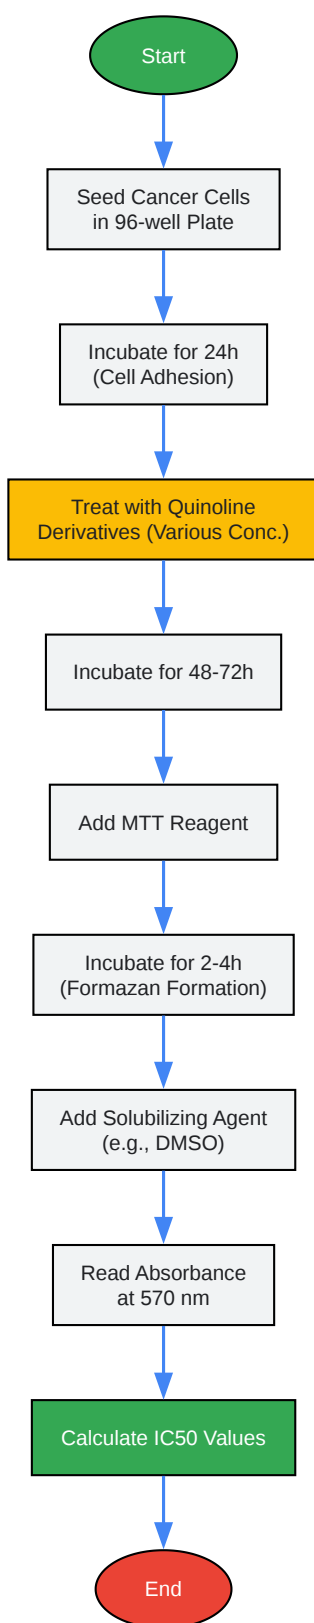 Start
Seed Cancer Cells
in 96-well Plate
Incubate for 24h
(Cell Adhesion)
Treat with Quinoline
Derivatives (Various Conc.)
Incubate for 48-72h
Add MTT Reagent
Incubate for 2-4h
(Formazan Formation)
Add Solubilizing Agent
(e.g., DMSO)
Read Absorbance
at 570 nm
Calculate IC50 Values
End